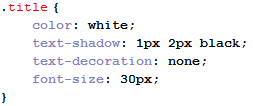 .title {
    color: white;
    text-shadow: 1px 2px black;
    text-decoration: none;
    font-size: 30px;
}